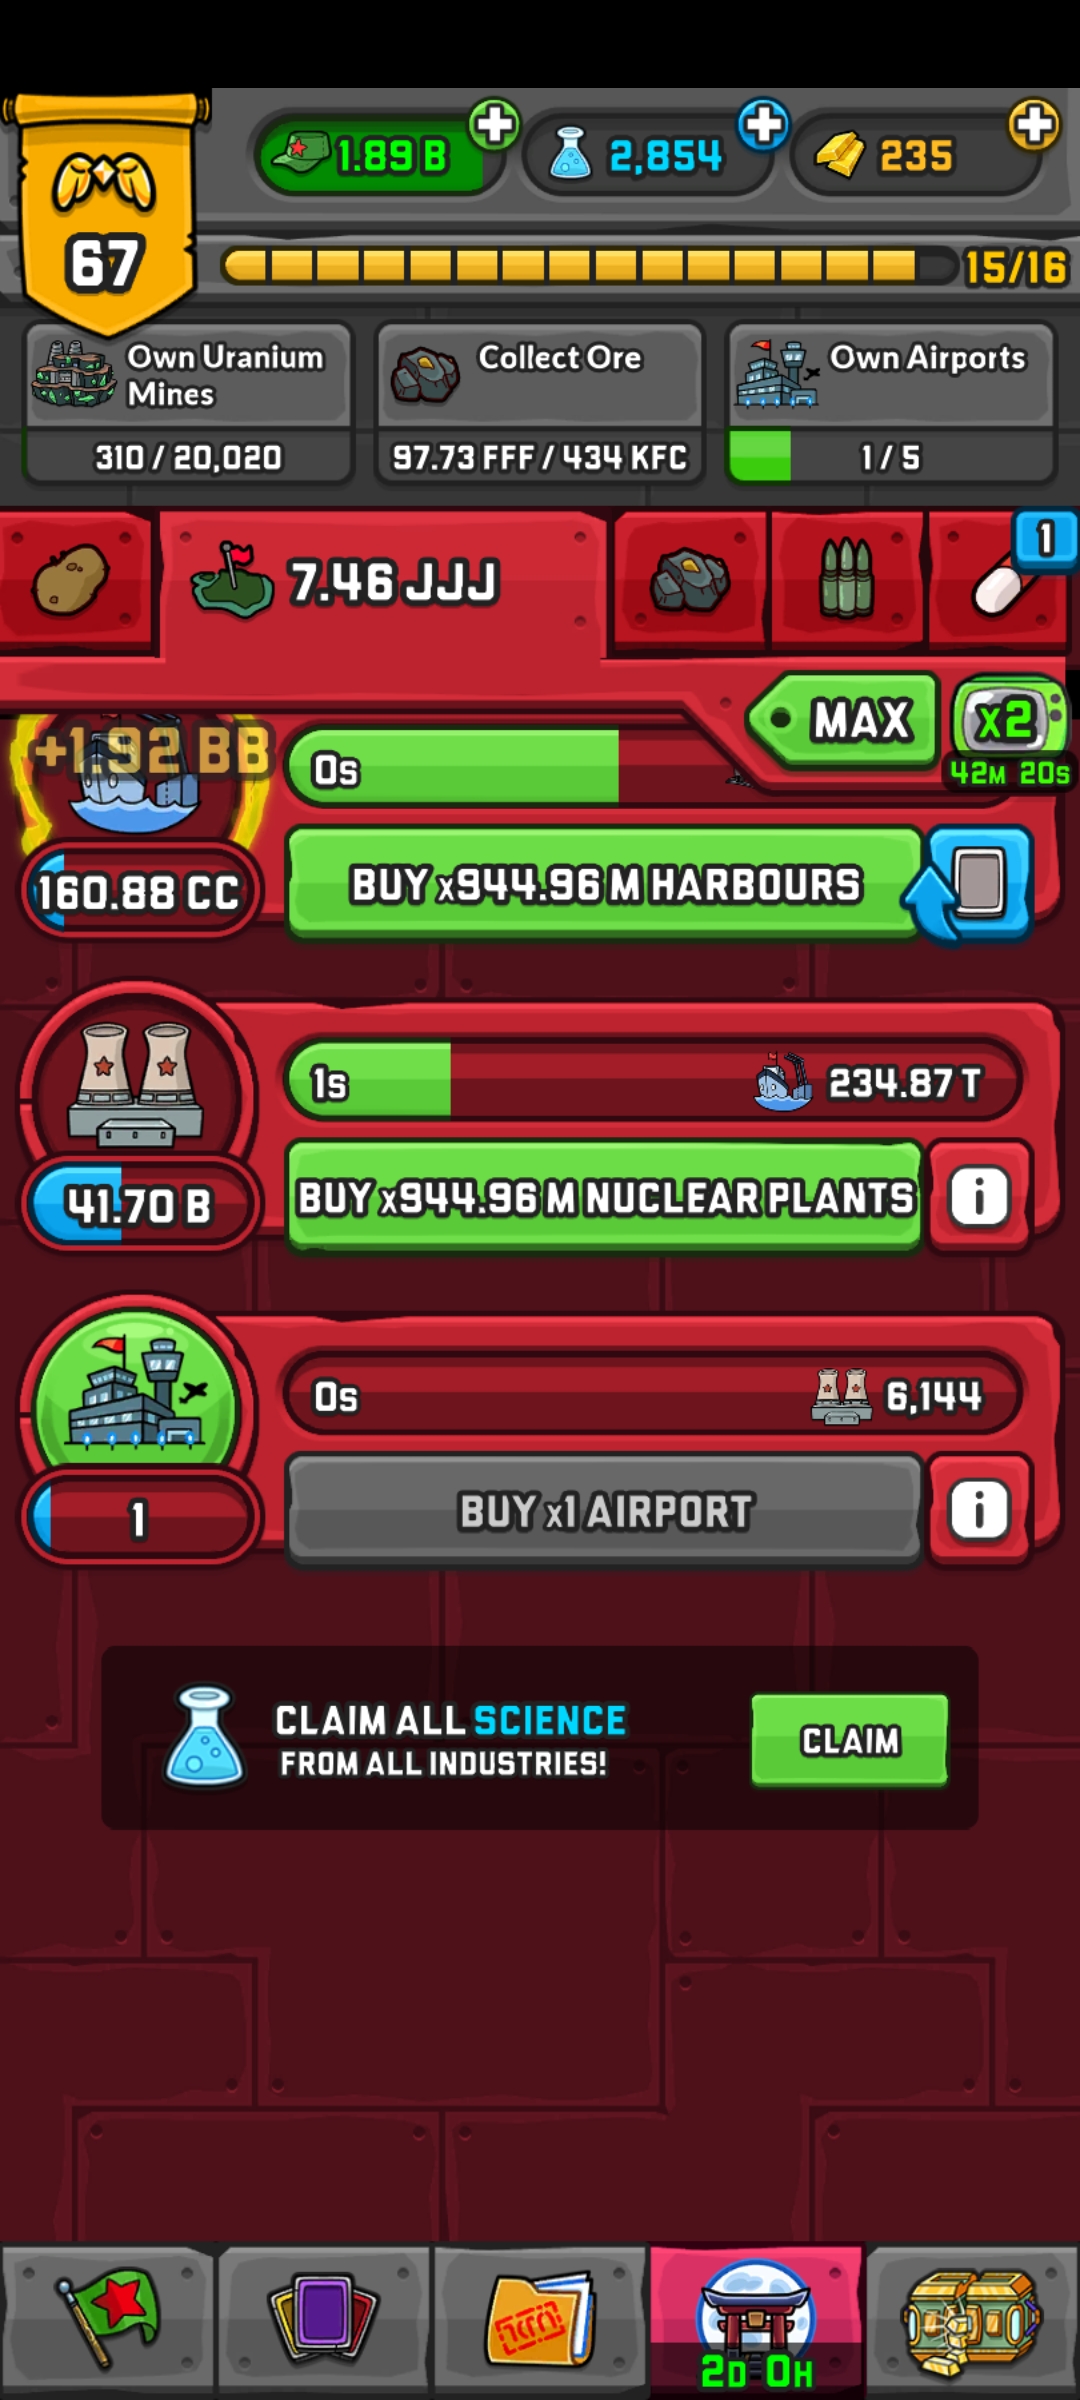 1.89 B
2,854
235
67
15/16
Own Uranium
Mines
310 / 20,020
Collect Ore
97.73 FFF / 434 KFC
Own Airports
1 / 5
7.46 JJJ
1
MAX
x2
42M 20S
+1.92 BB
0s
160.88 CC
BUY x944.96 M HARBOURS
1s
234.87 T
41.70 B
BUY x944.96 M NUCLEAR PLANTS
i
0s
6,144
1
BUY x1 AIRPORT
i
CLAIM ALL SCIENCE
FROM ALL INDUSTRIES!
CLAIM
2D 0H